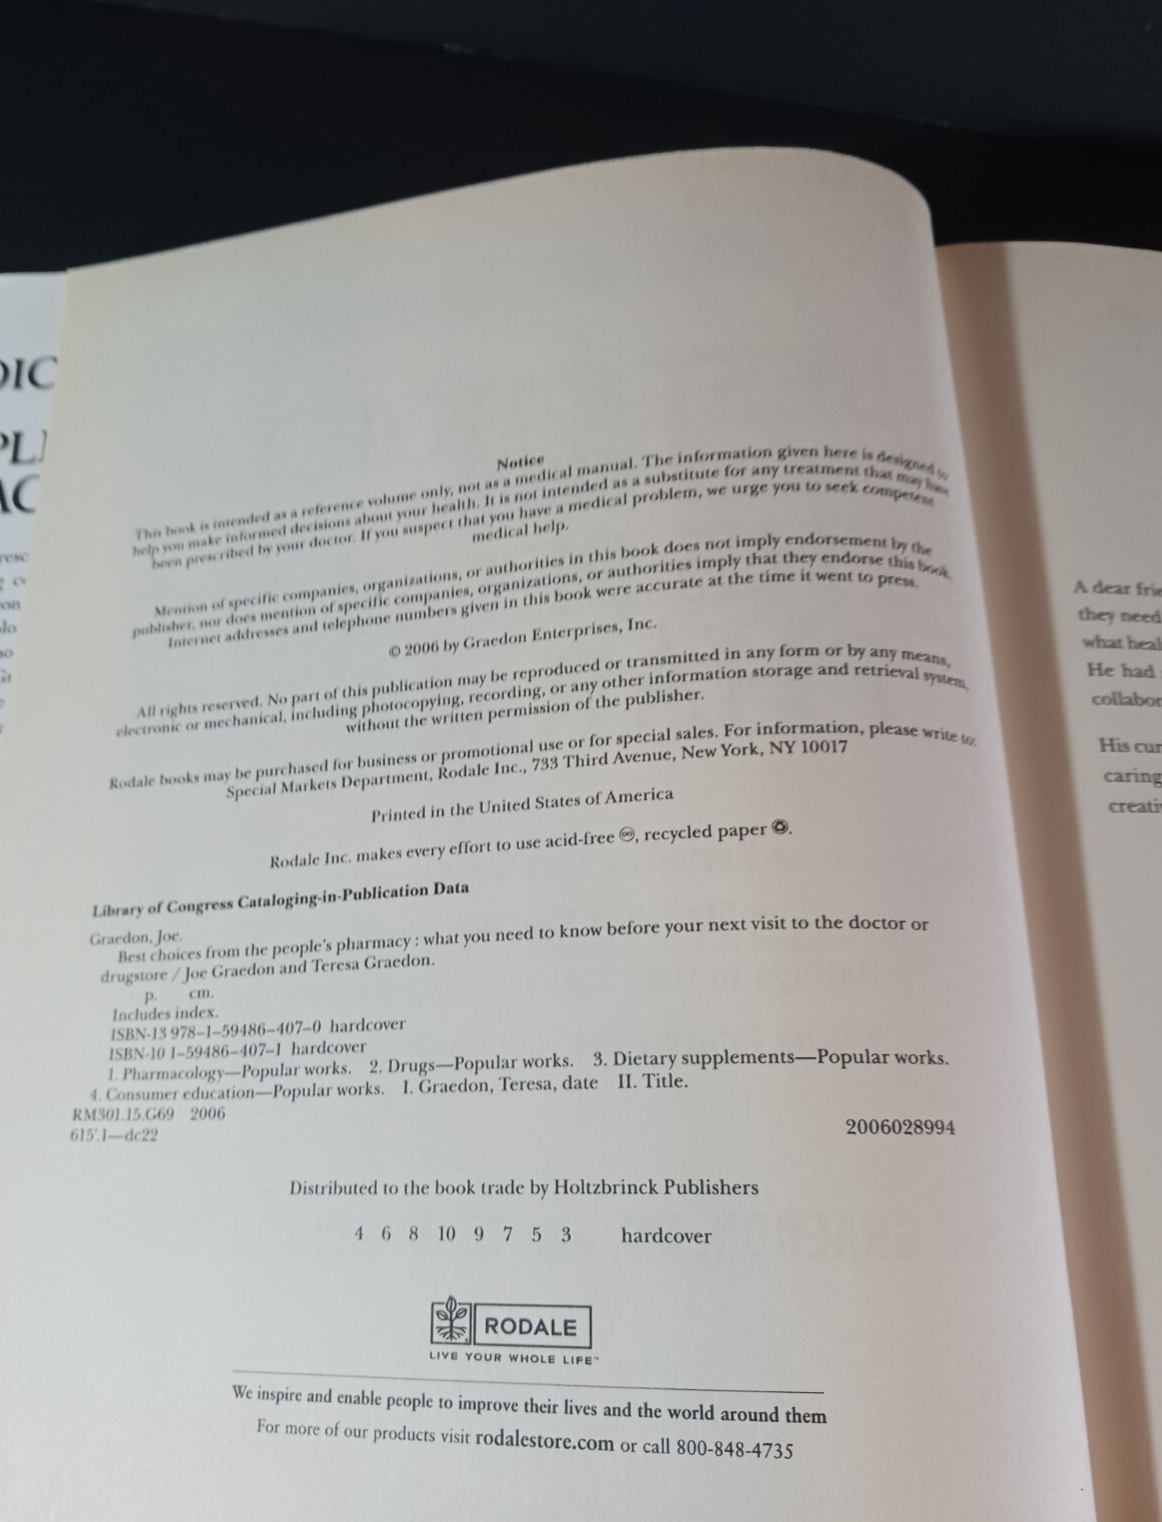 DIC
PL
AC
Notice
This book is intended as a reference volume only, not as a medical manual. The information given here is designed to
help you make informed decisions about your health. It is not intended as a substitute for any treatment that may have
been prescribed by your doctor. If you suspect that you have a medical problem, we urge you to seek competent
medical help.
Mention of specific companies, organizations, or authorities in this book does not imply endorsement by the
publisher, nor does mention of specific companies, organizations, or authorities imply that they endorse this book.
Internet addresses and telephone numbers given in this book were accurate at the time it went to press.
© 2006 by Graedon Enterprises, Inc.
All rights reserved. No part of this publication may be reproduced or transmitted in any form or by any means,
electronic or mechanical, including photocopying, recording, or any other information storage and retrieval system,
without the written permission of the publisher.
Rodale books may be purchased for business or promotional use or for special sales. For information, please write to:
Special Markets Department, Rodale Inc., 733 Third Avenue, New York, NY 10017
Printed in the United States of America
Rodale Inc. makes every effort to use acid-free ♾, recycled paper ♻.
Library of Congress Cataloging-in-Publication Data
Graedon, Joe.
Best choices from the people's pharmacy : what you need to know before your next visit to the doctor or
drugstore / Joe Graedon and Teresa Graedon.
p. cm.
Includes index.
ISBN-13 978–1–59486–407–0 hardcover
ISBN-10 1–59486–407–1 hardcover
1. Pharmacology—Popular works. 2. Drugs—Popular works. 3. Dietary supplements—Popular works.
4. Consumer education—Popular works. I. Graedon, Teresa, date II. Title.
RM301.15.G69 2006
615'.1—dc22
2006028994
Distributed to the book trade by Holtzbrinck Publishers
4 6 8 10 9 7 5 3 hardcover
RODALE
LIVE YOUR WHOLE LIFE™
We inspire and enable people to improve their lives and the world around them
For more of our products visit rodalestore.com or call 800-848-4735
A dear frie
they need
what heal
He had
collabor
His cur
caring
creativ